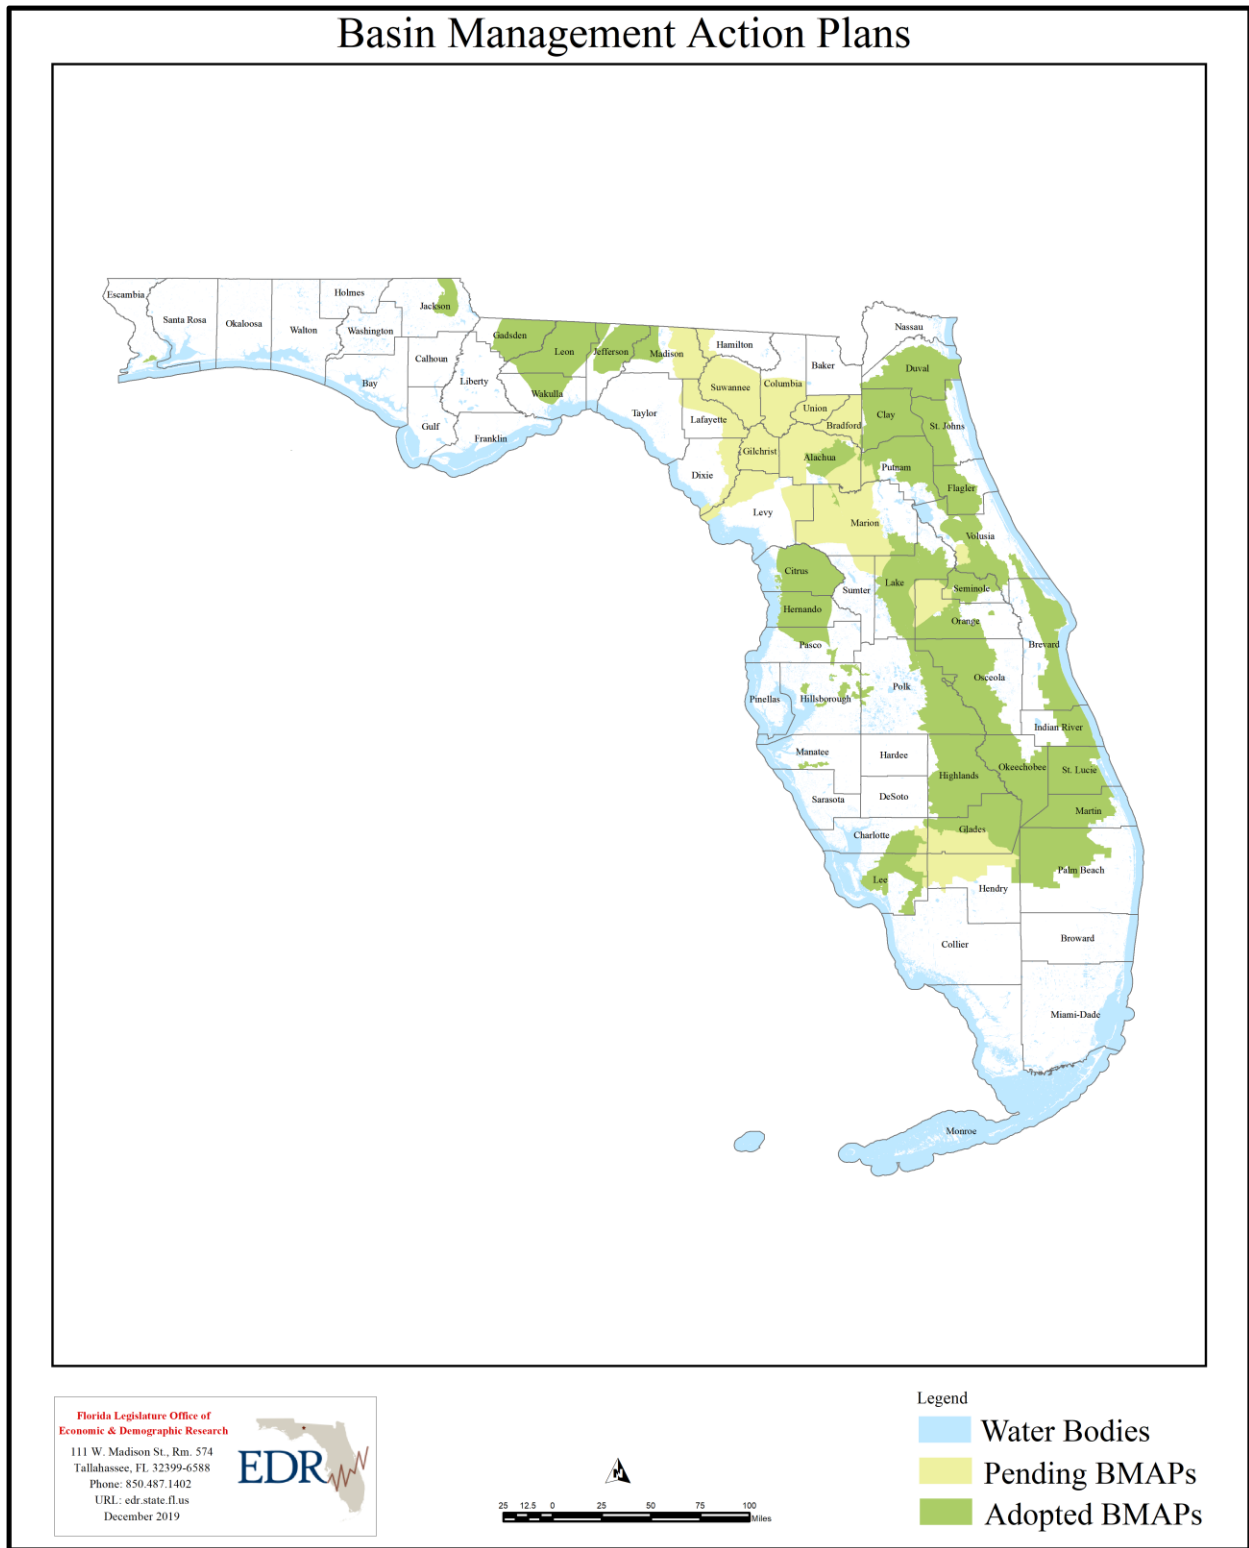 Basin Management Action Plans
Escambia
Santa Rosa
Okaloosa
Walton
Holmes
Washington
Jackson
Bay
Calhoun
Gulf
Liberty
Franklin
Gadsden
Leon
Wakulla
Jefferson
Madison
Taylor
Hamilton
Suwannee
Lafayette
Dixie
Columbia
Baker
Union
Bradford
Gilchrist
Alachua
Levy
Nassau
Duval
Clay
St. Johns
Putnam
Flagler
Marion
Volusia
Citrus
Hernando
Sumter
Lake
Seminole
Orange
Pasco
Brevard
Osceola
Pinellas
Hillsborough
Polk
Indian River
Manatee
Hardee
Highlands
Okeechobee
St. Lucie
Sarasota
DeSoto
Martin
Charlotte
Glades
Lee
Hendry
Palm Beach
Collier
Broward
Miami-Dade
Monroe
Florida Legislature Office of
Economic & Demographic Research
111 W. Madison St., Rm. 574
Tallahassee, FL 32399-6588
Phone: 850.487.1402
URL: edr.state.fl.us
December 2019
EDR
N
25 12.5 0 25 50 75 100
Miles
Legend
Water Bodies
Pending BMAPs
Adopted BMAPs